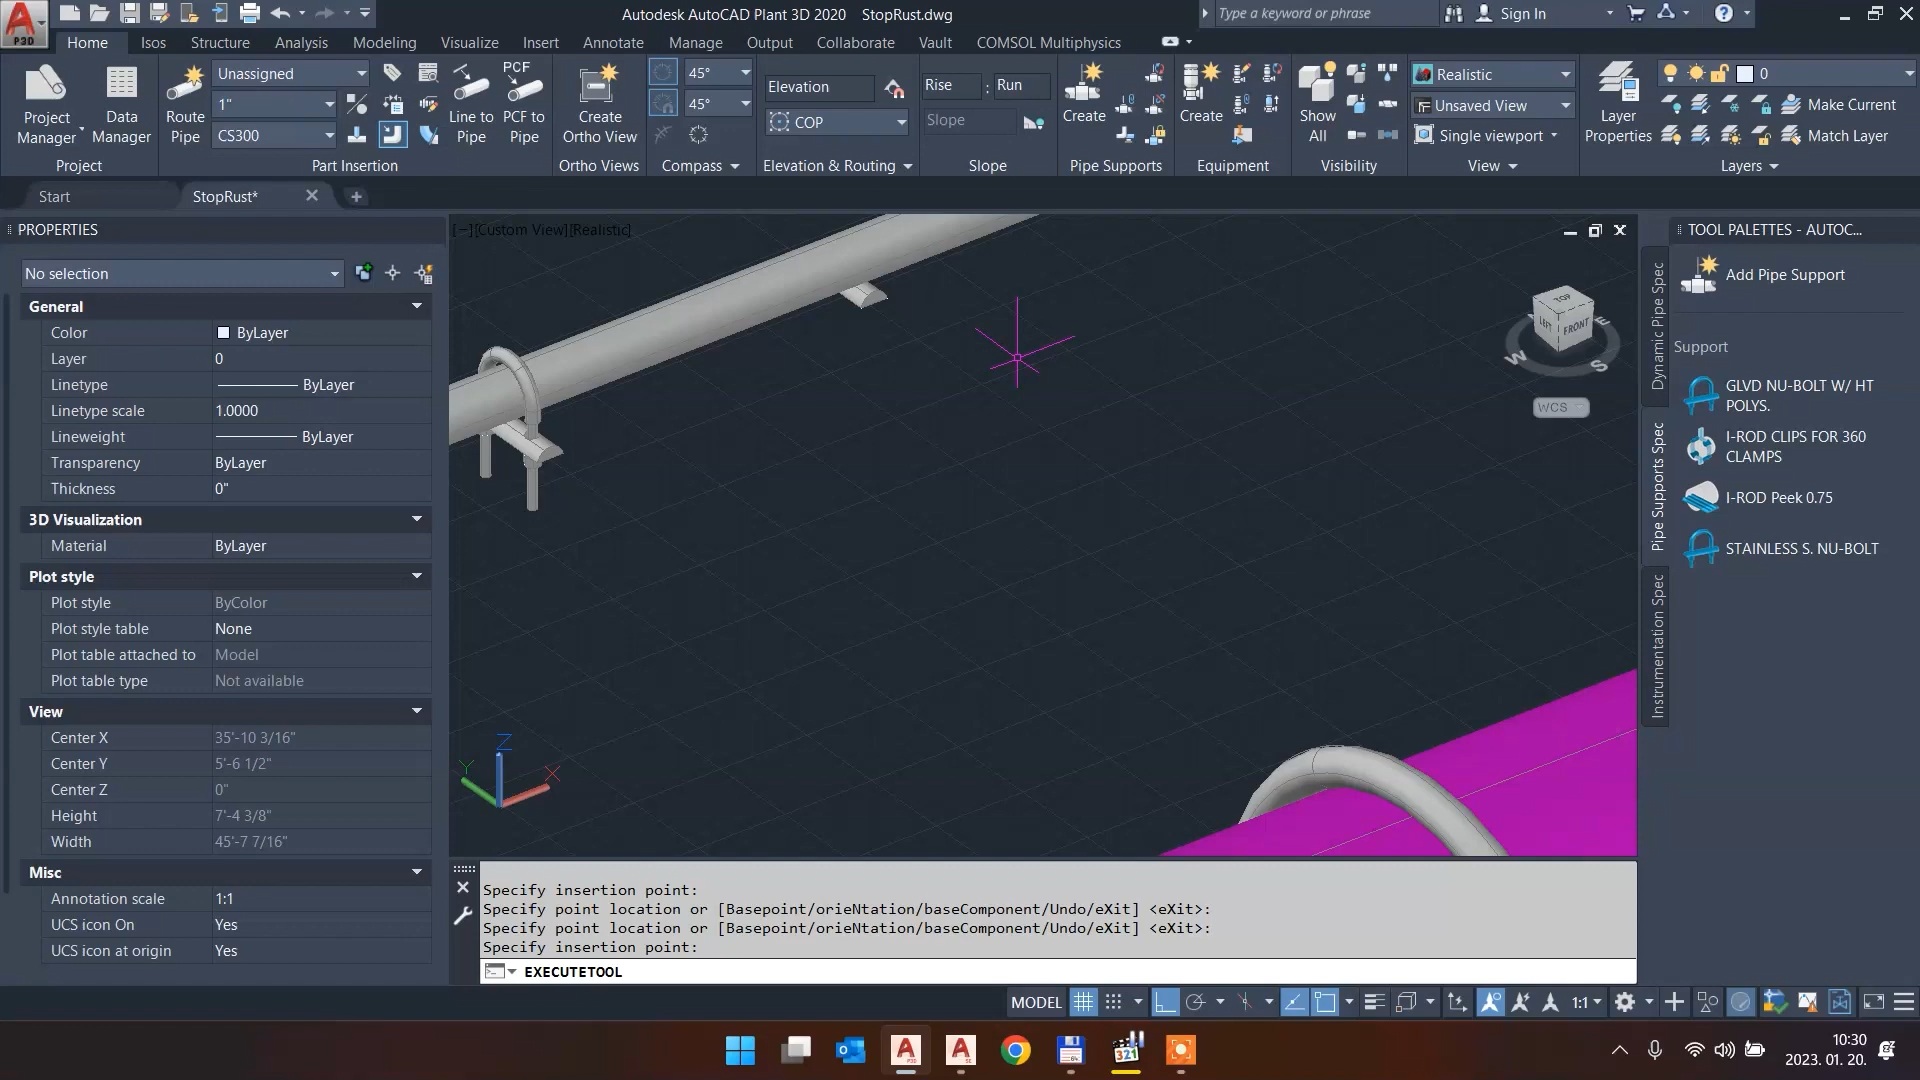 P3D
Autodesk AutoCAD Plant 3D 2020 StopRust.dwg
Type a keyword or phrase
Sign In
Home
Isos
Structure
Analysis
Modeling
Visualize
Insert
Annotate
Manage
Output
Collaborate
Vault
COMSOL Multiphysics
Project Manager
Data Manager
Project
Route Pipe
Unassigned
1"
CS300
Line to Pipe
PCF
PCF to Pipe
Part Insertion
Create Ortho View
Ortho Views
45°
45°
Compass
Elevation
COP
Elevation & Routing
Rise : Run
Slope
Slope
Create
Pipe Supports
Create
Equipment
Show All
Visibility
Realistic
Unsaved View
Single viewport
View
Layer Properties
0
Make Current
Match Layer
Layers
Start
StopRust*
PROPERTIES
No selection
General
Color ByLayer
Layer 0
Linetype ByLayer
Linetype scale 1.0000
Lineweight ByLayer
Transparency ByLayer
Thickness 0"
3D Visualization
Material ByLayer
Plot style
Plot style ByColor
Plot style table None
Plot table attached to Model
Plot table type Not available
View
Center X 35'-10 3/16"
Center Y 5'-6 1/2"
Center Z 0"
Height 7'-4 3/8"
Width 45'-7 7/16"
Misc
Annotation scale 1:1
UCS icon On Yes
UCS icon at origin Yes
[−][Custom View][Realistic]
TOP
LEFT
FRONT
W
S
E
WCS
Z
Y
X
Specify insertion point:
Specify point location or [Basepoint/orieNtation/baseComponent/Undo/eXit] <eXit>:
Specify point location or [Basepoint/orieNtation/baseComponent/Undo/eXit] <eXit>:
Specify insertion point:
EXECUTETOOL
TOOL PALETTES - AUTOC...
Dynamic Pipe Spec
Pipe Supports Spec
Instrumentation Spec
Add Pipe Support
Support
GLVD NU-BOLT W/ HT
POLYS.
I-ROD CLIPS FOR 360
CLAMPS
I-ROD Peek 0.75
STAINLESS S. NU-BOLT
MODEL
1:1
321
10:30
2023. 01. 20.